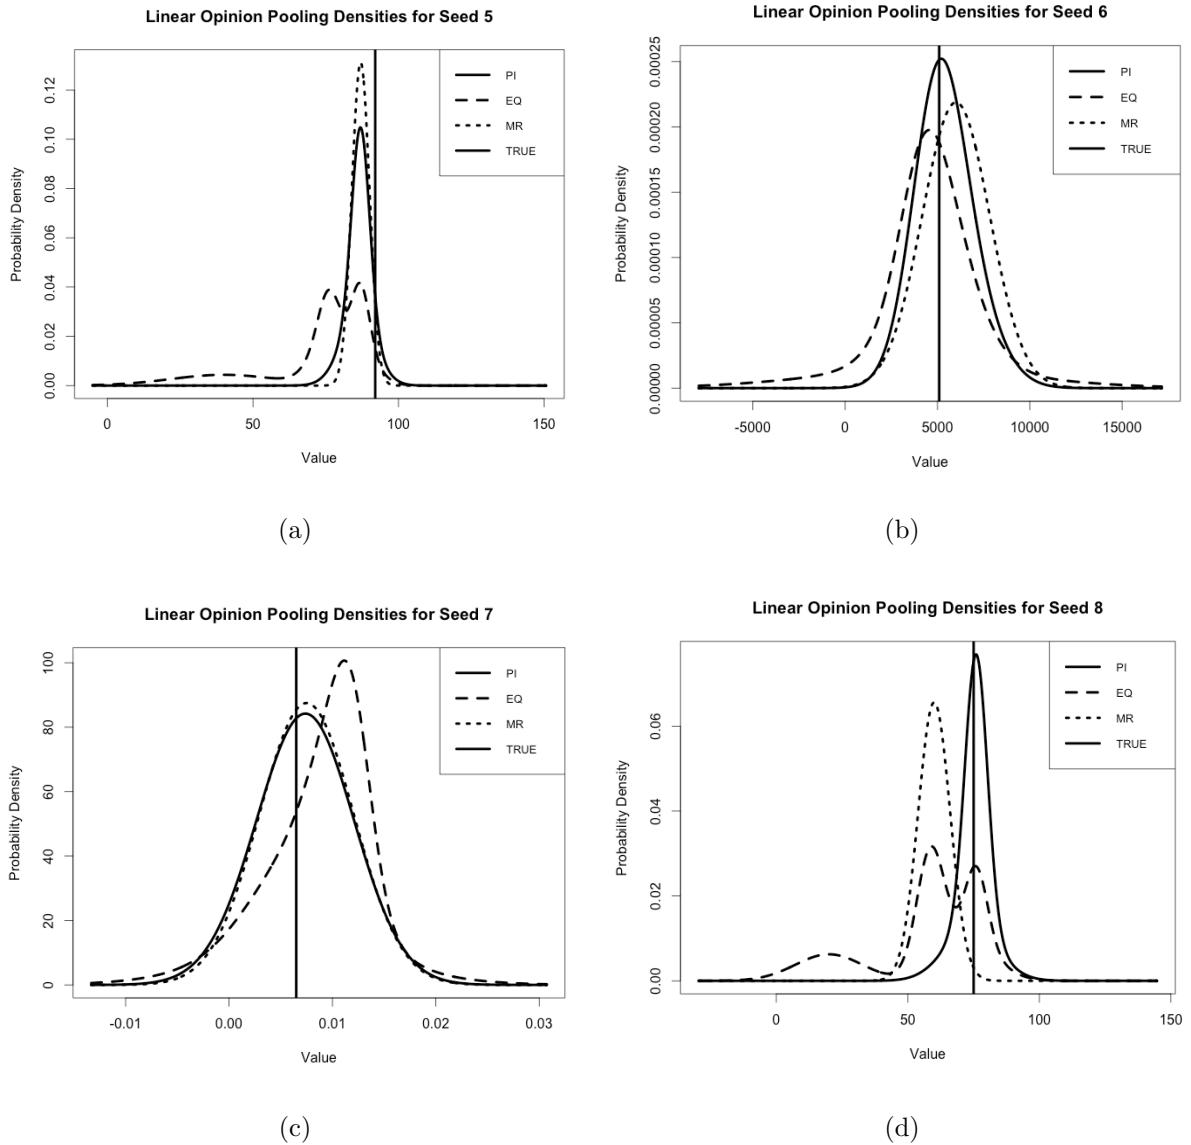 Linear Opinion Pooling Densities for Seed 5
Probability Density
0.00
0.02
0.04
0.06
0.08
0.10
0.12
PI
EQ
MR
TRUE
0
50
100
150
Value
(a)
Linear Opinion Pooling Densities for Seed 6
Probability Density
0.00000
0.00005
0.00010
0.00015
0.00020
0.00025
PI
EQ
MR
TRUE
-5000
0
5000
10000
15000
Value
(b)
Linear Opinion Pooling Densities for Seed 7
Probability Density
0
20
40
60
80
100
PI
EQ
MR
TRUE
-0.01
0.00
0.01
0.02
0.03
Value
(c)
Linear Opinion Pooling Densities for Seed 8
Probability Density
0.00
0.02
0.04
0.06
PI
EQ
MR
TRUE
0
50
100
150
Value
(d)